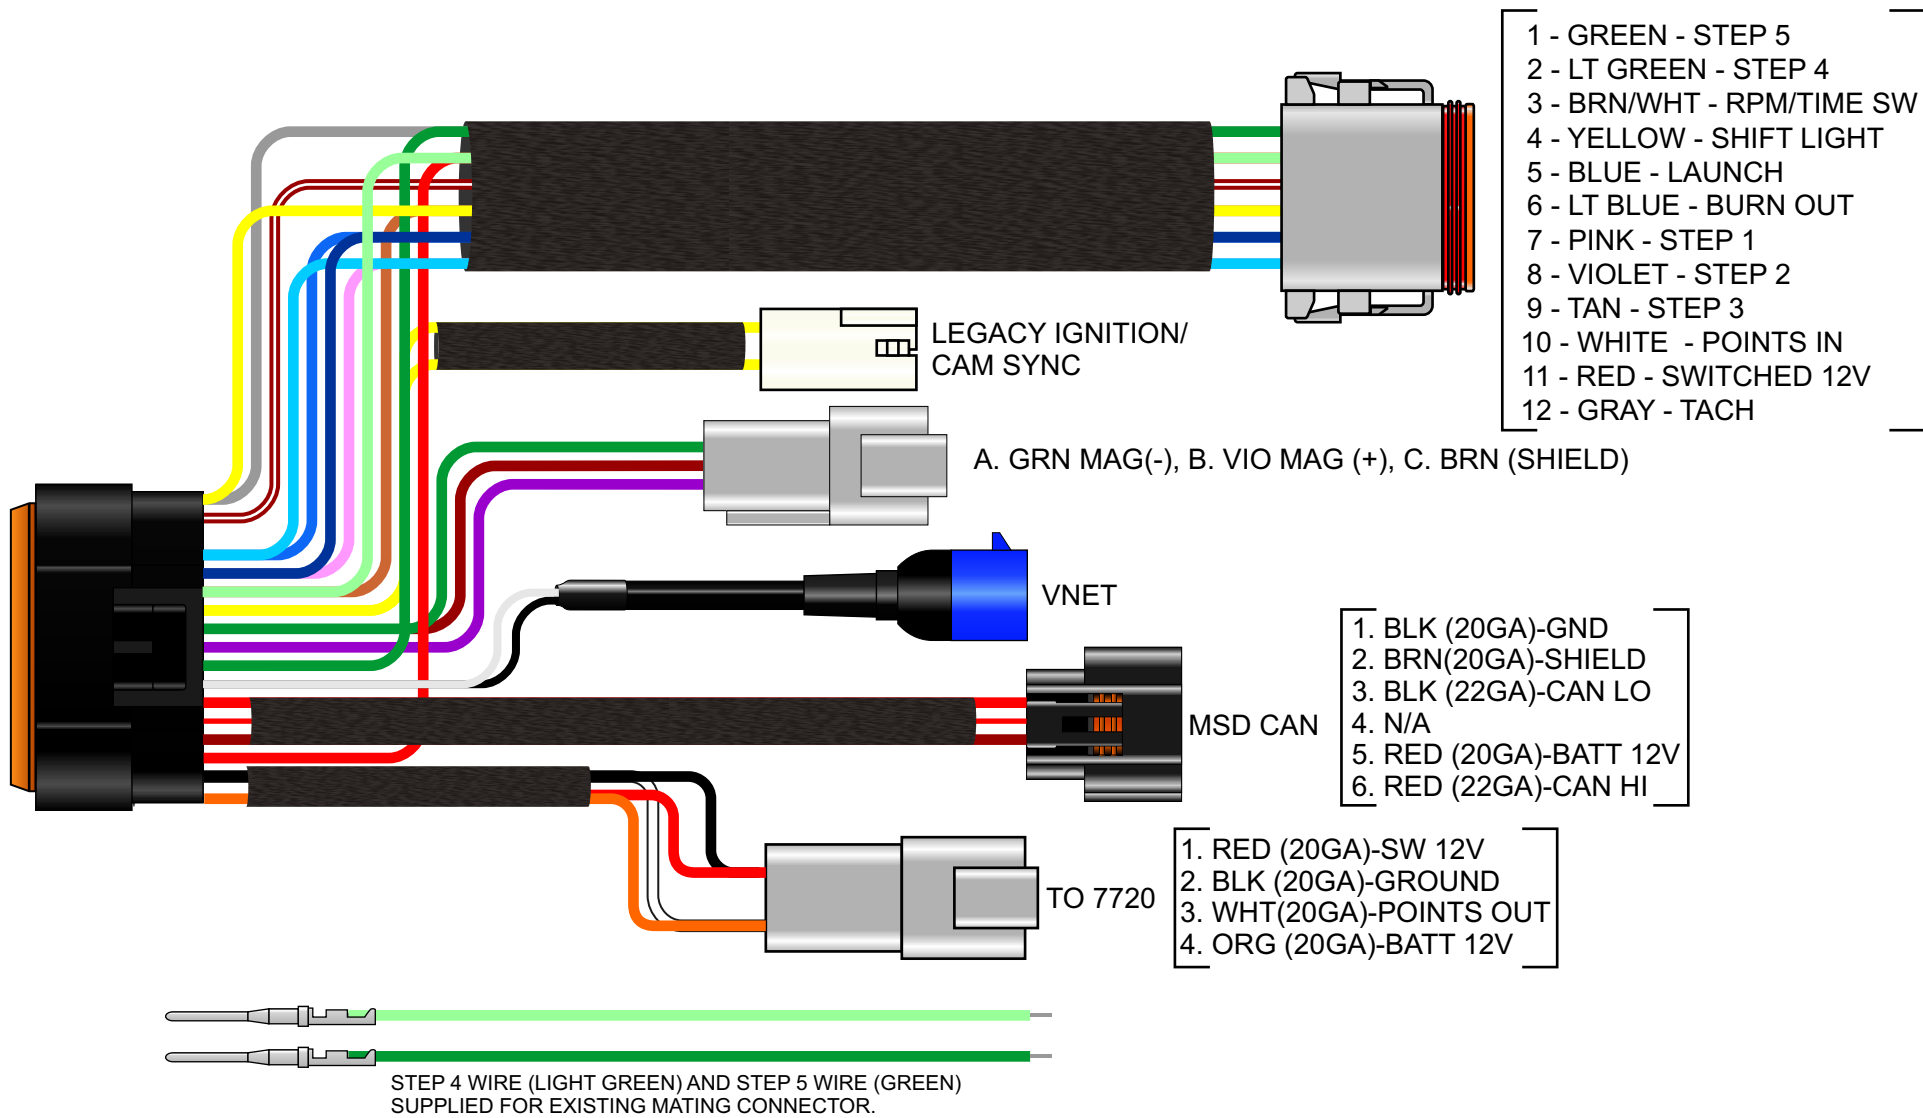 1 - GREEN - STEP 5
2 - LT GREEN - STEP 4
3 - BRN/WHT - RPM/TIME SW
4 - YELLOW - SHIFT LIGHT
5 - BLUE - LAUNCH
6 - LT BLUE - BURN OUT
7 - PINK - STEP 1
8 - VIOLET - STEP 2
9 - TAN - STEP 3
10 - WHITE - POINTS IN
11 - RED - SWITCHED 12V
12 - GRAY - TACH
LEGACY IGNITION/
CAM SYNC
A. GRN MAG(-), B. VIO MAG (+), C. BRN (SHIELD)
VNET
MSD CAN
1. BLK (20GA)-GND
2. BRN(20GA)-SHIELD
3. BLK (22GA)-CAN LO
4. N/A
5. RED (20GA)-BATT 12V
6. RED (22GA)-CAN HI
TO 7720
1. RED (20GA)-SW 12V
2. BLK (20GA)-GROUND
3. WHT(20GA)-POINTS OUT
4. ORG (20GA)-BATT 12V
STEP 4 WIRE (LIGHT GREEN) AND STEP 5 WIRE (GREEN)
SUPPLIED FOR EXISTING MATING CONNECTOR.